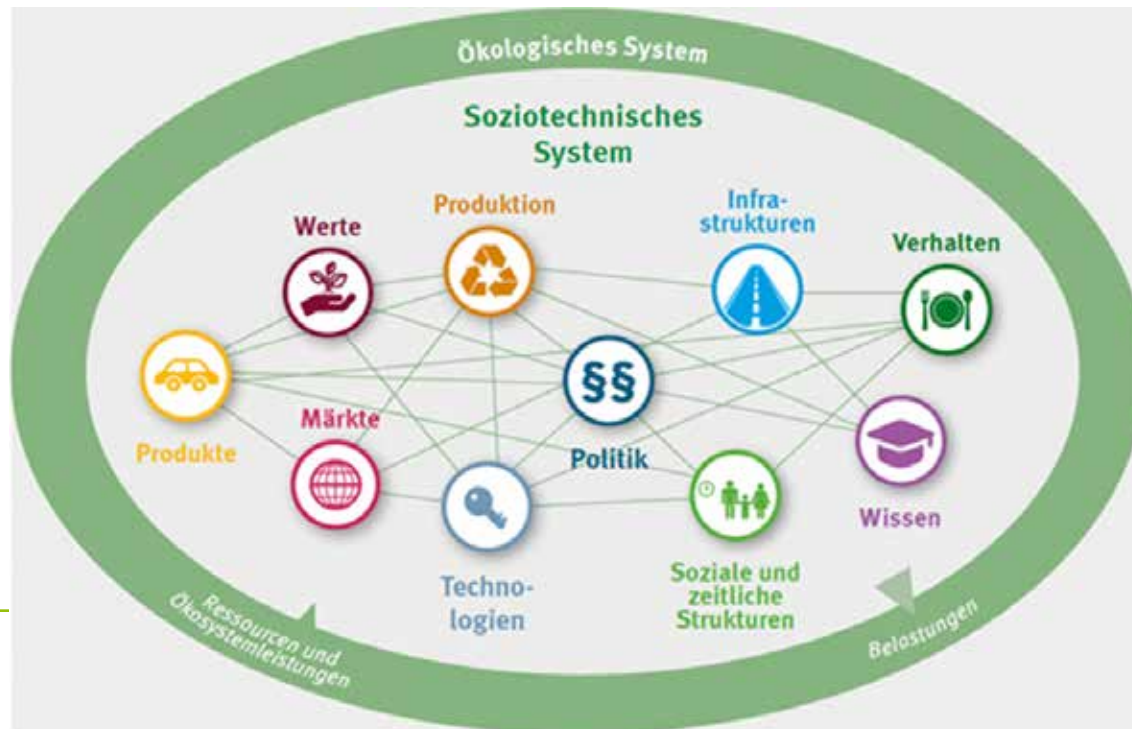 Ökologisches System
Soziotechnisches
System
Werte
Produktion
Infra-
strukturen
Verhalten
Produkte
Märkte
§§
Politik
Techno-
logien
Soziale und
zeitliche
Strukturen
Wissen
Ressourcen und
Ökosystemleistungen
Belastungen